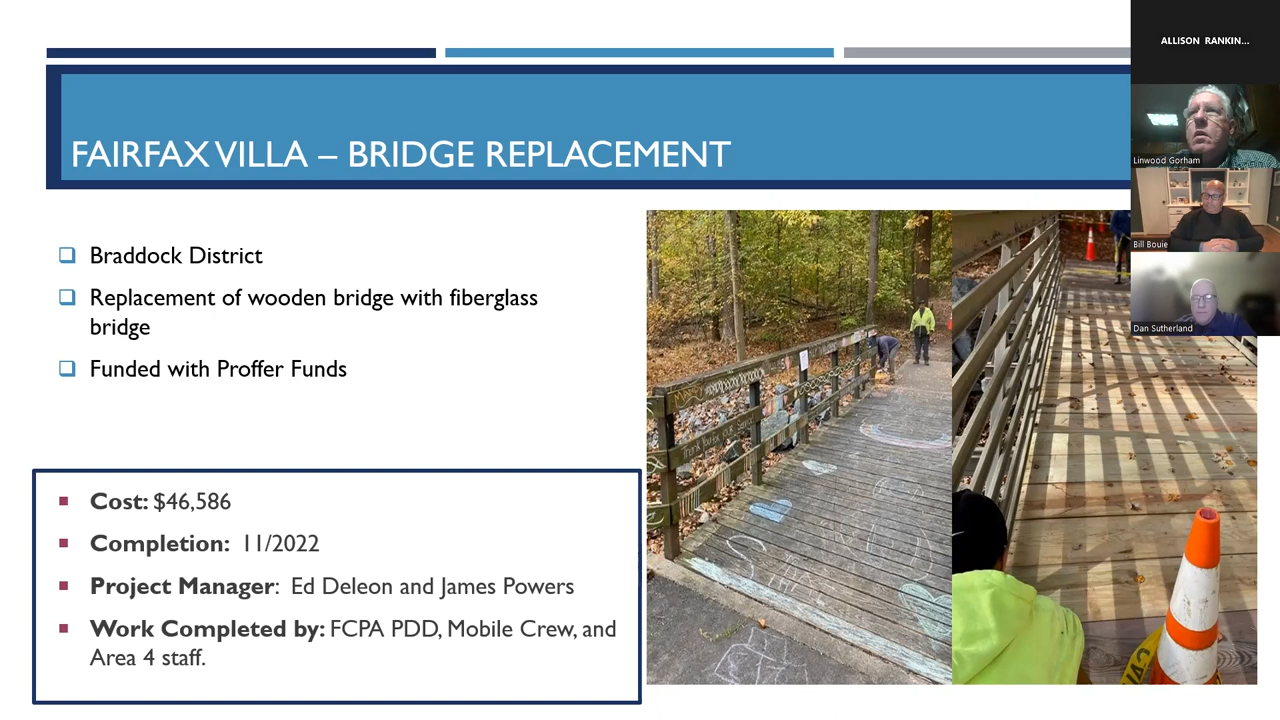 ALLISON RANKIN...
FAIRFAX VILLA – BRIDGE REPLACEMENT
Linwood Gorham
Braddock District
Bill Bouie
Replacement of wooden bridge with fiberglass
bridge
Dan Sutherland
Funded with Proffer Funds
Cost: $46,586
Completion: 11/2022
Project Manager: Ed Deleon and James Powers
Work Completed by: FCPA PDD, Mobile Crew, and
Area 4 staff.